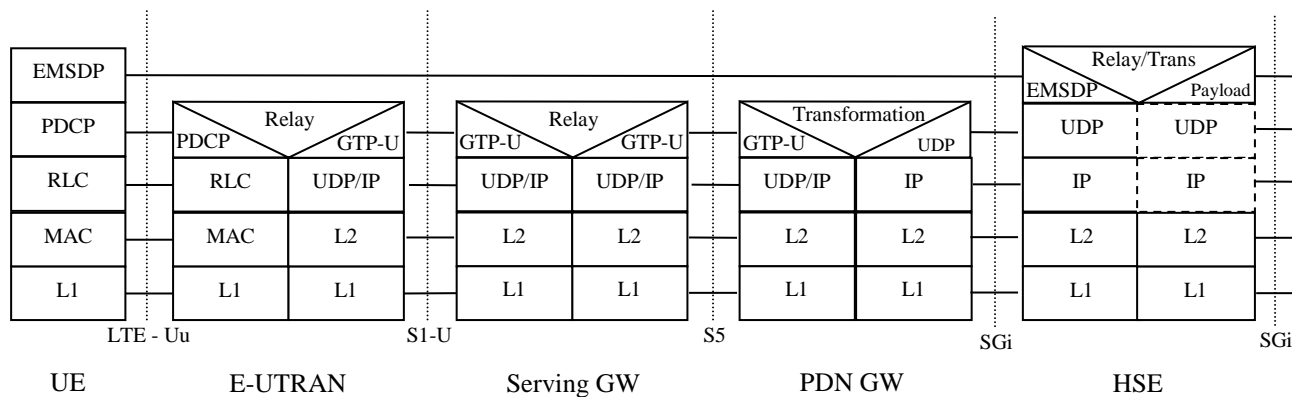 Relay/Trans
EMSDP
EMSDP
Payload
PDCP
Relay
PDCP
GTP-U
Relay
GTP-U
GTP-U
Transformation
GTP-U
UDP
UDP
UDP
RLC
RLC
UDP/IP
UDP/IP
UDP/IP
UDP/IP
IP
IP
IP
MAC
MAC
L2
L2
L2
L2
L2
L2
L2
L1
L1
L1
L1
L1
L1
L1
L1
L1
LTE - Uu
S1-U
S5
SGi
SGi
UE
E-UTRAN
Serving GW
PDN GW
HSE